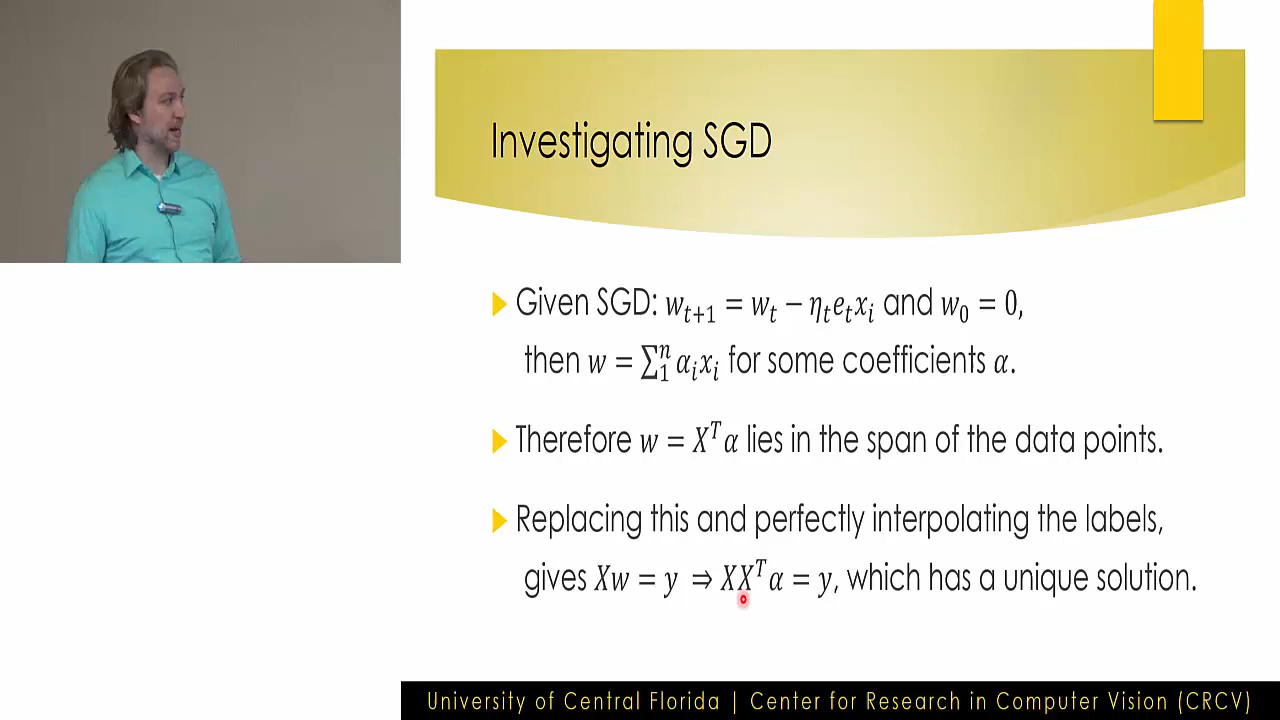 Investigating SGD
Given SGD: wₜ₊₁ = wₜ − ηₜeₜxᵢ and w₀ = 0,
then w = ∑₁ⁿ αᵢxᵢ for some coefficients α.
Therefore w = Xᵀα lies in the span of the data points.
Replacing this and perfectly interpolating the labels,
gives Xw = y ⇒ XXᵀα = y, which has a unique solution.
University of Central Florida | Center for Research in Computer Vision (CRCV)